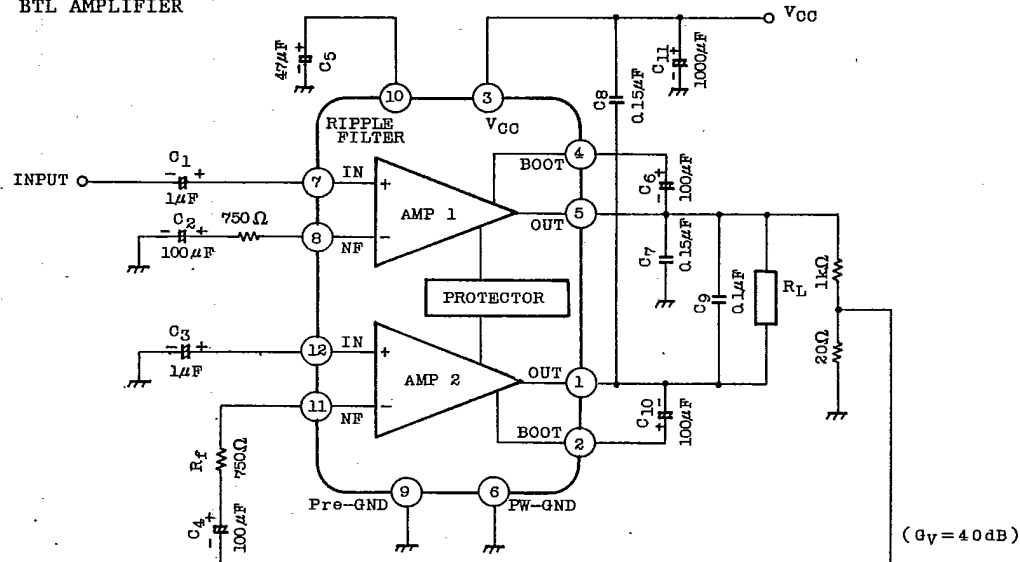 BTL AMPLIFIER
VCC
47μF
+
-
C5
C11
+
-
1000μF
C8
0.15μF
10
3
RIPPLE
FILTER
VCC
4
BOOT
C6
+
-
100μF
INPUT
C1
- +
1μF
7
IN
+
AMP 1
5
OUT
C2
- +
100μF
750Ω
8
NF
-
C7
0.15μF
C9
0.1μF
RL
1kΩ
20Ω
PROTECTOR
C3
- +
1μF
12
IN
+
AMP 2
OUT
1
11
NF
-
BOOT
2
C10
-
+
100μF
Rf
750Ω
C4
+
-
100μF
9
Pre-GND
6
PW-GND
(GV=40dB)